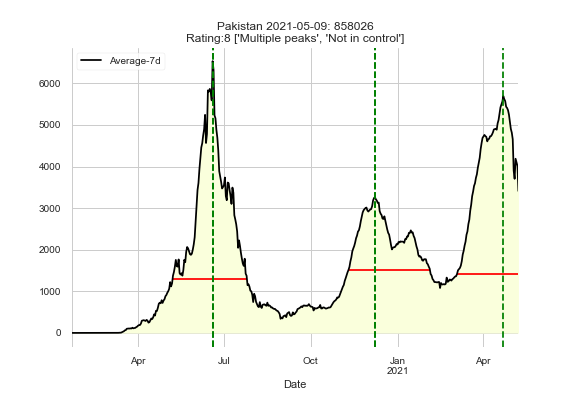 Pakistan 2021-05-09: 858026
Rating:8 ['Multiple peaks', 'Not in control']
Average-7d
6000
5000
4000
3000
2000
1000
0
Apr
Jul
Oct
Jan
2021
Apr
Date